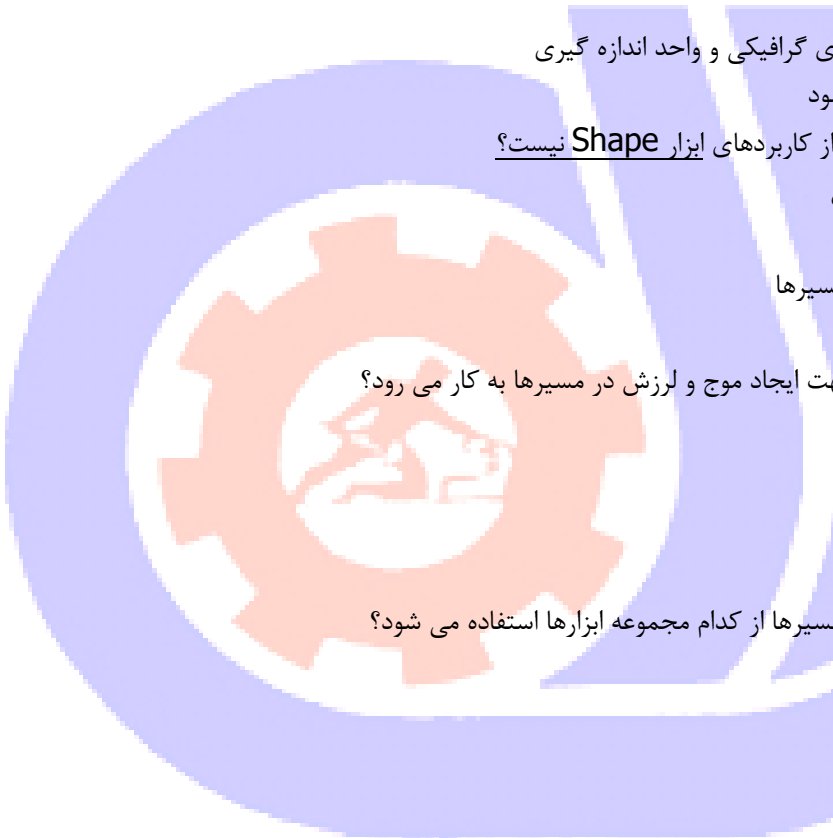 ی گرافیکی و واحد اندازه گیری
ود
از کاربردهای ابزار Shape نیست؟
سیرها
هت ایجاد موج و لرزش در مسیرها به کار می رود؟
سیرها از کدام مجموعه ابزارها استفاده می شود؟